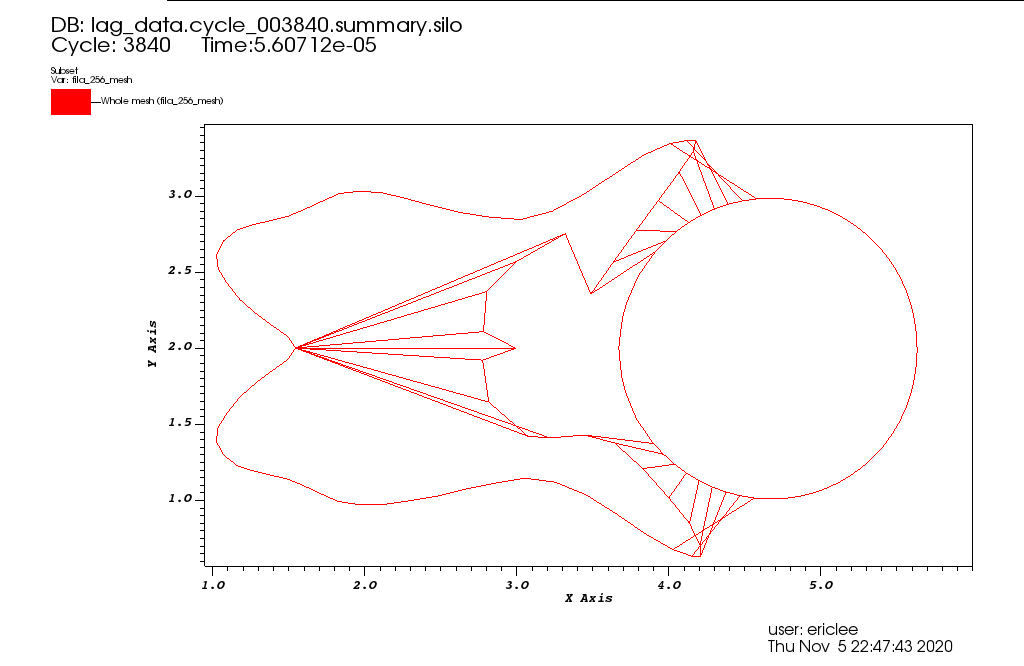 DB: lag_data.cycle_003840.summary.silo
Cycle: 3840 Time:5.60712e-05
Subset
Var: fila_256_mesh
Whole mesh (fila_256_mesh)
3.0
2.5
2.0
1.5
1.0
Y Axis
1.0 2.0 3.0 4.0 5.0
X Axis
user: ericlee
Thu Nov 5 22:47:43 2020